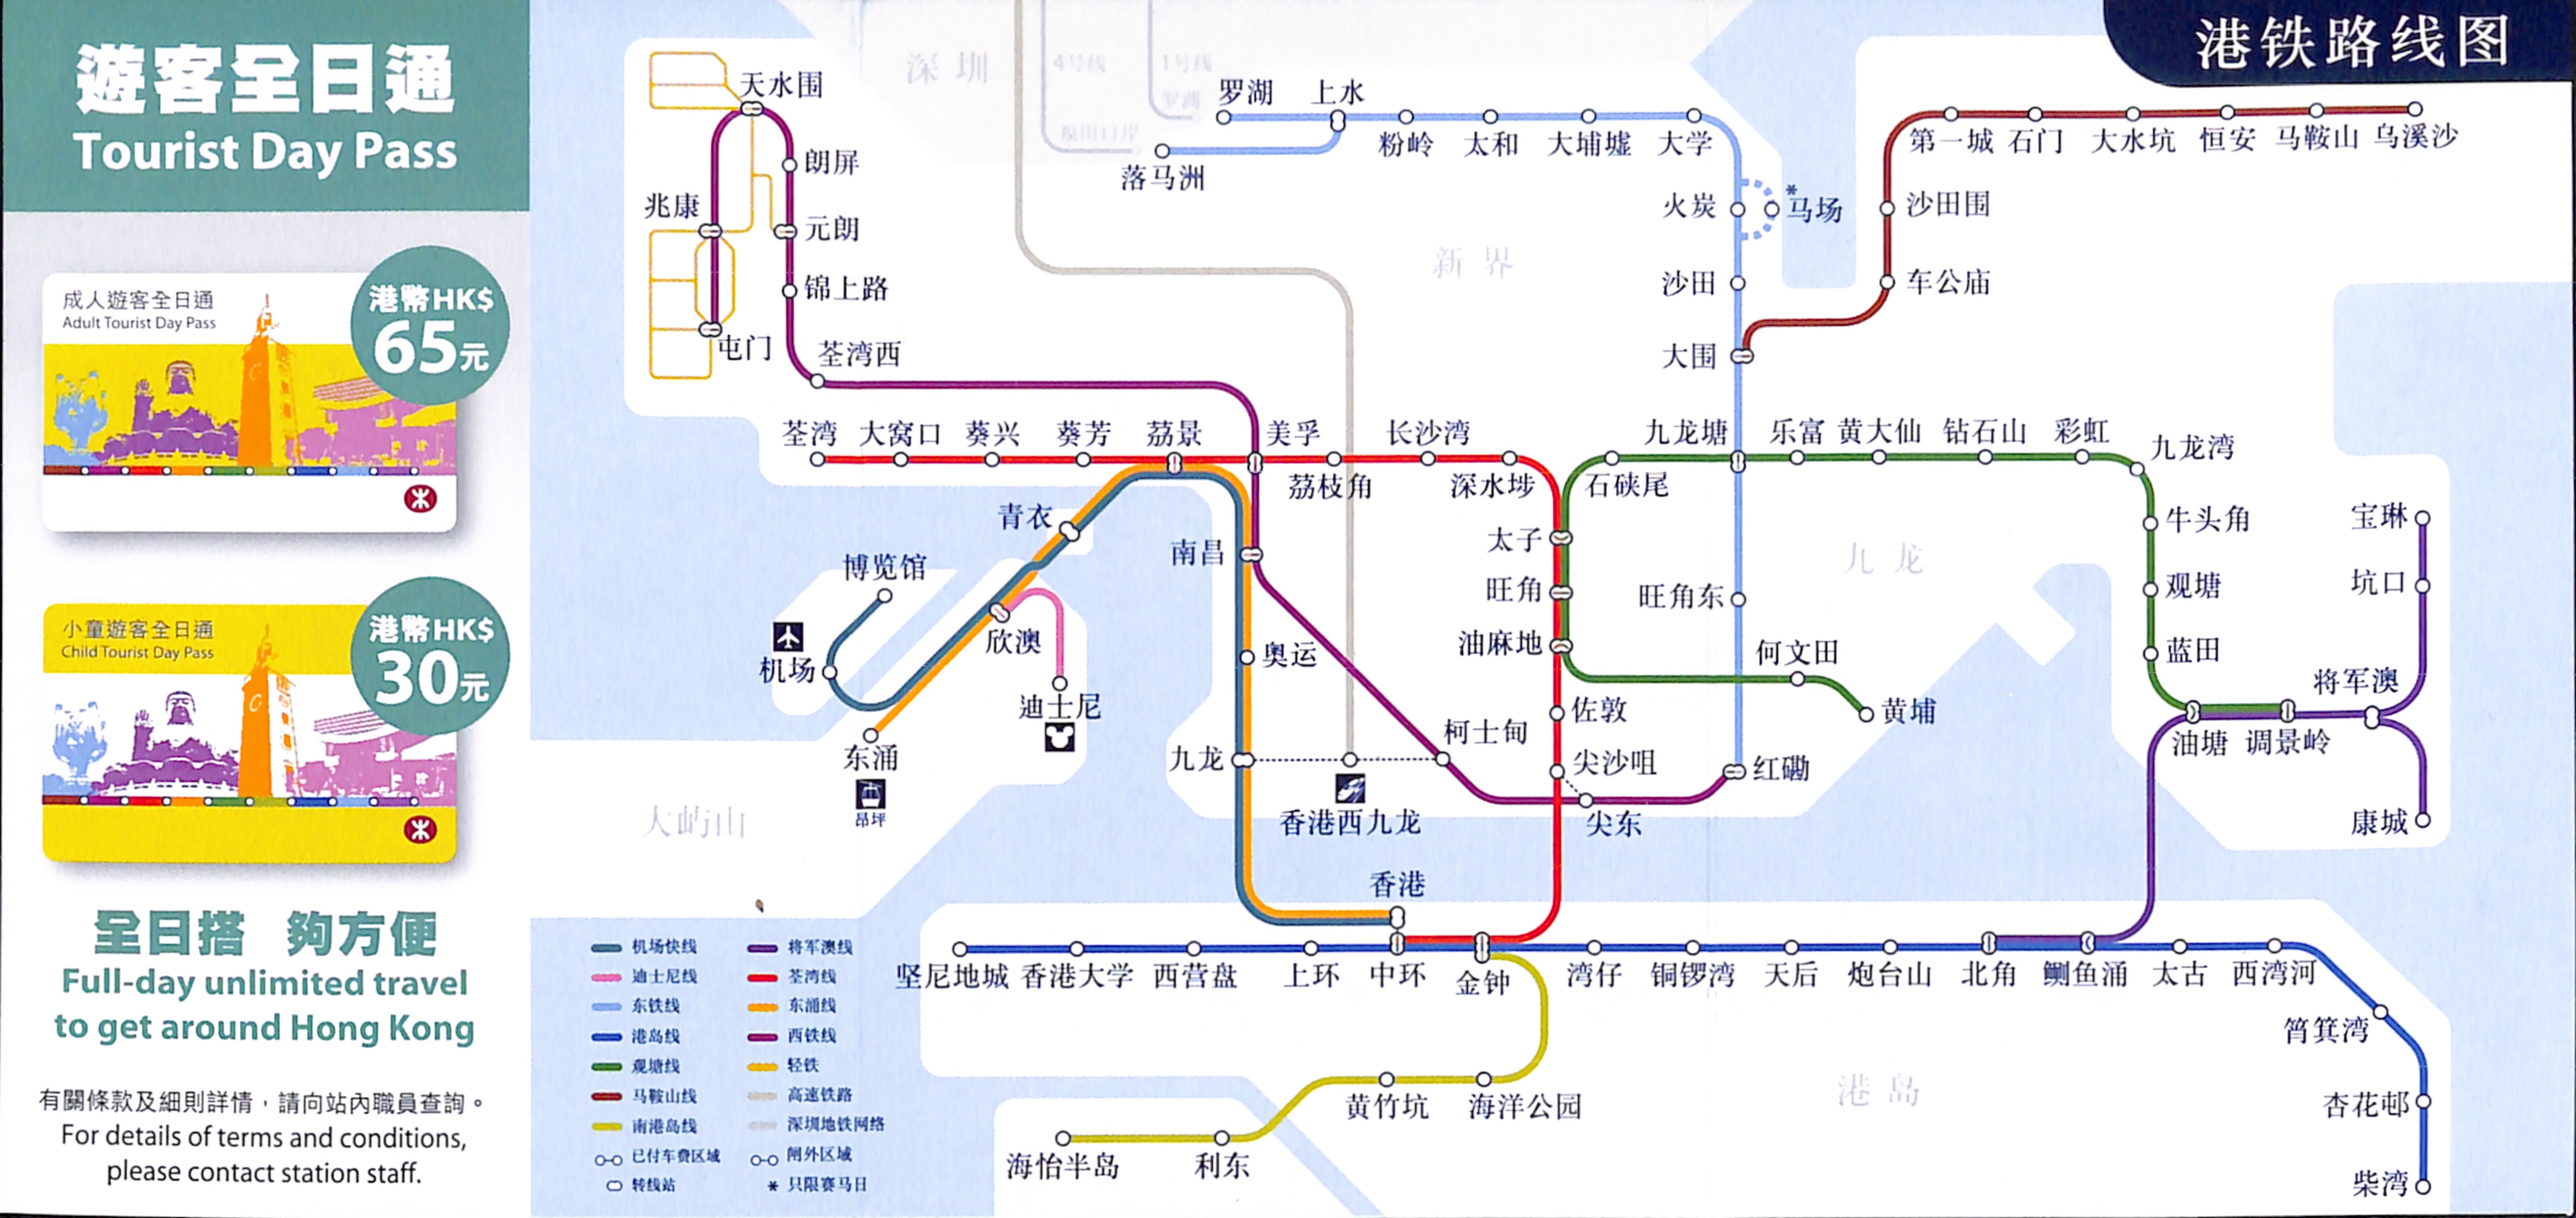 遊客全日通
Tourist Day Pass
成人遊客全日通
Adult Tourist Day Pass
港幣HK$
65元
小童遊客全日通
Child Tourist Day Pass
港幣HK$
30元
全日搭 夠方便
Full-day unlimited travel
to get around Hong Kong
有關條款及細則詳情，請向站內職員查詢。
For details of terms and conditions,
please contact station staff.
港铁路线图
深圳
4号线
1号线
罗湖
福田口岸
天水围
朗屏
兆康
元朗
锦上路
屯门
荃湾西
罗湖
上水
落马洲
粉岭
太和
大埔墟
大学
火炭
*
马场
沙田
大围
第一城
石门
大水坑
恒安
马鞍山
乌溪沙
沙田围
车公庙
新界
荃湾
大窝口
葵兴
葵芳
荔景
美孚
荔枝角
长沙湾
深水埗
石硖尾
九龙塘
乐富
黄大仙
钻石山
彩虹
九龙湾
牛头角
观塘
蓝田
油塘
调景岭
将军澳
宝琳
坑口
康城
青衣
博览馆
机场
欣澳
迪士尼
东涌
昂坪
大屿山
南昌
奥运
九龙
香港西九龙
柯士甸
太子
旺角
油麻地
佐敦
尖沙咀
尖东
旺角东
何文田
黄埔
红磡
九龙
香港
坚尼地城
香港大学
西营盘
上环
中环
金钟
湾仔
铜锣湾
天后
炮台山
北角
鲗鱼涌
太古
西湾河
筲箕湾
杏花邨
柴湾
港岛
黄竹坑
海洋公园
海怡半岛
利东
机场快线
将军澳线
迪士尼线
荃湾线
东铁线
东涌线
港岛线
西铁线
观塘线
轻铁
马鞍山线
高速铁路
南港岛线
深圳地铁网络
已付车费区域
闸外区域
转线站
* 只限赛马日